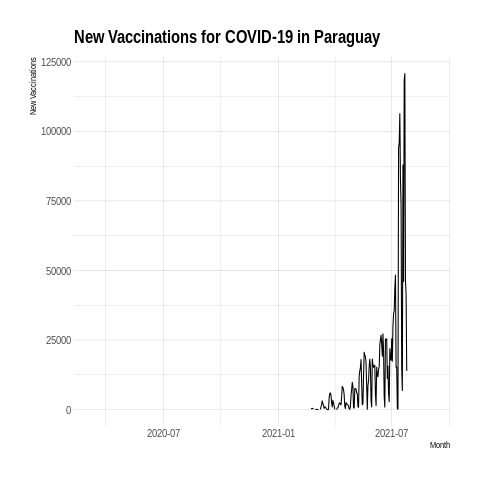 New Vaccinations for COVID-19 in Paraguay
New Vaccinations
125000
100000
75000
50000
25000
0
2020-07 2021-01 2021-07
Month